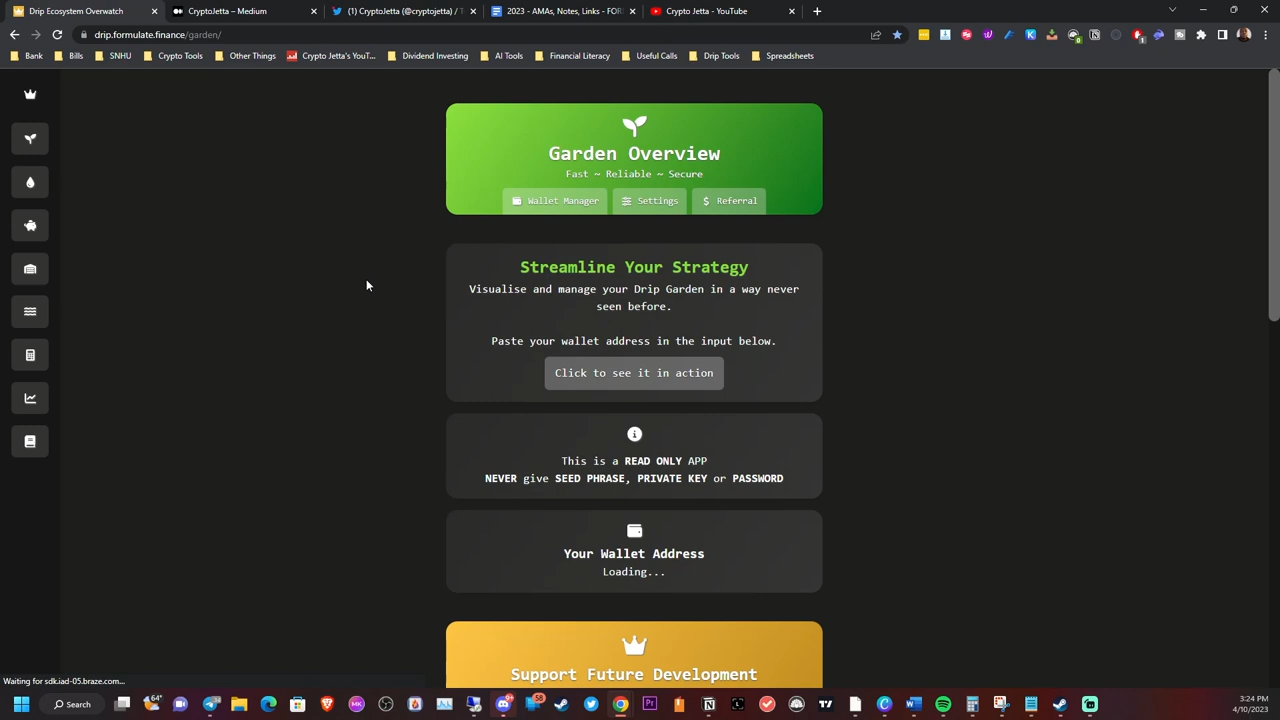 Drip Ecosystem Overwatch
CryptoJetta – Medium
(1) CryptoJetta (@cryptojetta) / T
2023 - AMAs, Notes, Links - FOR
Crypto Jetta - YouTube
drip.formulate.finance/garden/
Bank
Bills
SNHU
Crypto Tools
Other Things
Crypto Jetta's YouT...
Dividend Investing
AI Tools
Financial Literacy
Useful Calls
Drip Tools
Spreadsheets
Garden Overview
Fast ~ Reliable ~ Secure
Wallet Manager
Settings
Referral
Streamline Your Strategy
Visualise and manage your Drip Garden in a way never
seen before.
Paste your wallet address in the input below.
Click to see it in action
This is a READ ONLY APP
NEVER give SEED PHRASE, PRIVATE KEY or PASSWORD
Your Wallet Address
Loading...
Support Future Development
Waiting for sdk.iad-05.braze.com...
Search
64°
9+
58
3:24 PM
4/10/2023